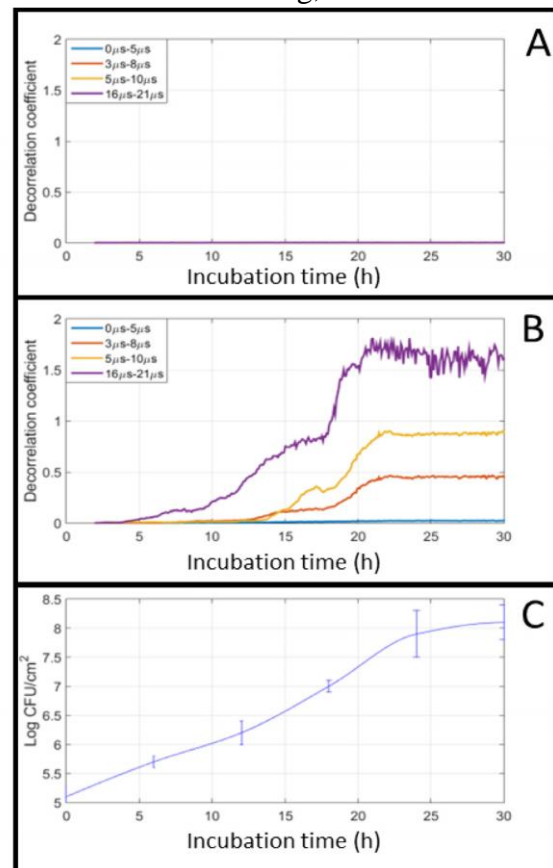 A
0μs-5μs
3μs-8μs
5μs-10μs
16μs-21μs
Decorrelation coefficient
2
1.5
1
0.5
0
0 5 10 15 20 25 30
Incubation time (h)
B
0μs-5μs
3μs-8μs
5μs-10μs
16μs-21μs
Decorrelation coefficient
2
1.5
1
0.5
0
0 5 10 15 20 25 30
Incubation time (h)
C
Log CFU/cm²
8.5
8
7.5
7
6.5
6
5.5
5
0 5 10 15 20 25 30
Incubation time (h)